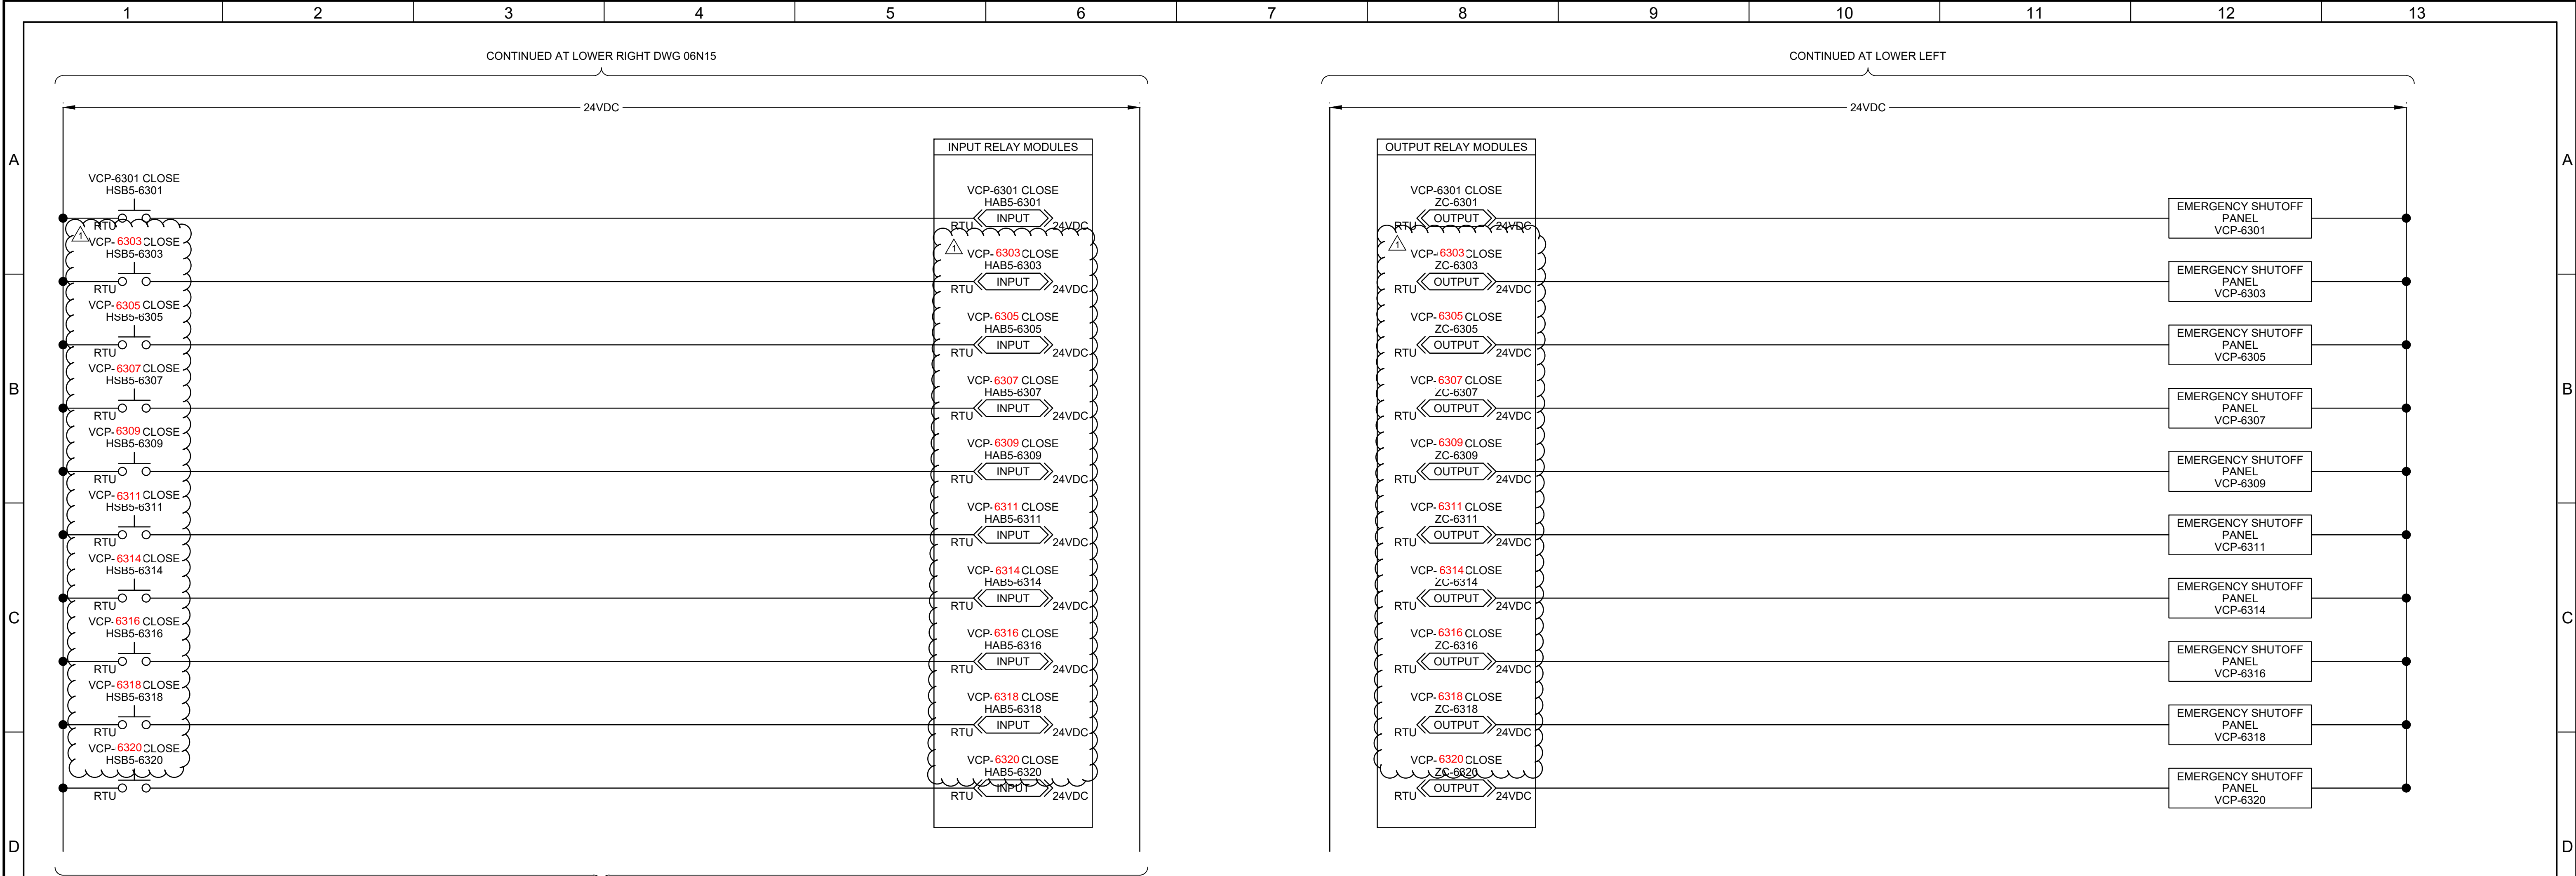 1 2 3 4 5 6 7 8 9 10 11 12 13
CONTINUED AT LOWER RIGHT DWG 06N15
CONTINUED AT LOWER LEFT
24VDC
24VDC
A
A
B
B
C
C
D
D
VCP-6301 CLOSE
HSB5-6301
RTU
1
VCP-6303 CLOSE
HSB5-6303
RTU
VCP-6305 CLOSE
HSB5-6305
RTU
VCP-6307 CLOSE
HSB5-6307
RTU
VCP-6309 CLOSE
HSB5-6309
RTU
VCP-6311 CLOSE
HSB5-6311
RTU
VCP-6314 CLOSE
HSB5-6314
RTU
VCP-6316 CLOSE
HSB5-6316
RTU
VCP-6318 CLOSE
HSB5-6318
RTU
VCP-6320 CLOSE
HSB5-6320
RTU
INPUT RELAY MODULES
VCP-6301 CLOSE
HAB5-6301
RTU INPUT 24VDC
1
VCP-6303 CLOSE
HAB5-6303
RTU INPUT 24VDC
VCP-6305 CLOSE
HAB5-6305
RTU INPUT 24VDC
VCP-6307 CLOSE
HAB5-6307
RTU INPUT 24VDC
VCP-6309 CLOSE
HAB5-6309
RTU INPUT 24VDC
VCP-6311 CLOSE
HAB5-6311
RTU INPUT 24VDC
VCP-6314 CLOSE
HAB5-6314
RTU INPUT 24VDC
VCP-6316 CLOSE
HAB5-6316
RTU INPUT 24VDC
VCP-6318 CLOSE
HAB5-6318
RTU INPUT 24VDC
VCP-6320 CLOSE
HAB5-6320
RTU INPUT 24VDC
OUTPUT RELAY MODULES
VCP-6301 CLOSE
ZC-6301
RTU OUTPUT 24VDC
1
VCP-6303 CLOSE
ZC-6303
RTU OUTPUT 24VDC
VCP-6305 CLOSE
ZC-6305
RTU OUTPUT 24VDC
VCP-6307 CLOSE
ZC-6307
RTU OUTPUT 24VDC
VCP-6309 CLOSE
ZC-6309
RTU OUTPUT 24VDC
VCP-6311 CLOSE
ZC-6311
RTU OUTPUT 24VDC
VCP-6314 CLOSE
ZC-6314
RTU OUTPUT 24VDC
VCP-6316 CLOSE
ZC-6316
RTU OUTPUT 24VDC
VCP-6318 CLOSE
ZC-6318
RTU OUTPUT 24VDC
VCP-6320 CLOSE
ZC-6320
RTU OUTPUT 24VDC
EMERGENCY SHUTOFF
PANEL
VCP-6301
EMERGENCY SHUTOFF
PANEL
VCP-6303
EMERGENCY SHUTOFF
PANEL
VCP-6305
EMERGENCY SHUTOFF
PANEL
VCP-6307
EMERGENCY SHUTOFF
PANEL
VCP-6309
EMERGENCY SHUTOFF
PANEL
VCP-6311
EMERGENCY SHUTOFF
PANEL
VCP-6314
EMERGENCY SHUTOFF
PANEL
VCP-6316
EMERGENCY SHUTOFF
PANEL
VCP-6318
EMERGENCY SHUTOFF
PANEL
VCP-6320